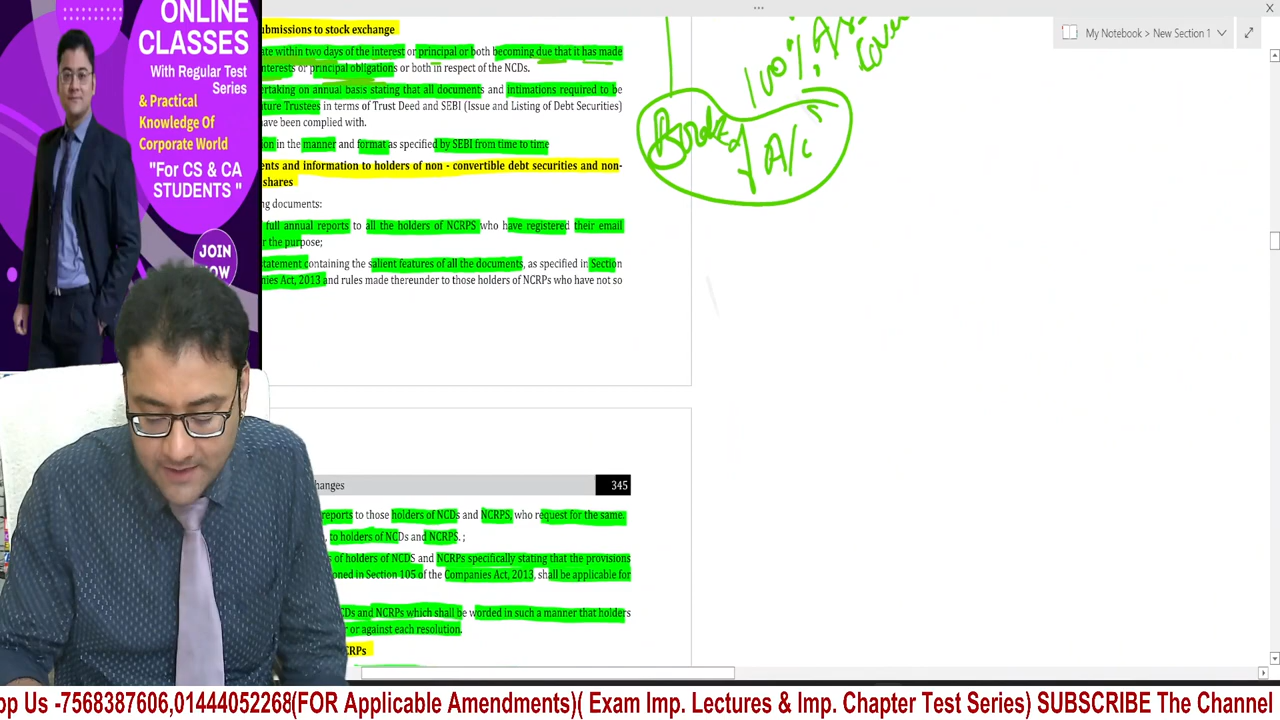 ONLINE
CLASSES
With Regular Test
Series
& Practical
Knowledge Of
Corporate World
"For CS & CA
STUDENTS "
JOIN
NOW
ubmissions to stock exchange
ate within two days of the interest or principal or both becoming due that it has made
nterests or principal obligations or both in respect of the NCDs.
ertaking on annual basis stating that all documents and intimations required to be
nture Trustees in terms of Trust Deed and SEBI (Issue and Listing of Debt Securities)
have been complied with.
ion in the manner and format as specified by SEBI from time to time
ents and information to holders of non - convertible debt securities and non-
shares
ng documents:
full annual reports to all the holders of NCRPS who have registered their email
r the purpose;
statement containing the salient features of all the documents, as specified in Section
nies Act, 2013 and rules made thereunder to those holders of NCRPs who have not so
100%
A/c
My Notebook > New Section 1
hanges 345
reports to those holders of NCDs and NCRPS, who request for the same.
, to holders of NCDs and NCRPS. ;
s of holders of NCDS and NCRPs specifically stating that the provisions
oned in Section 105 of the Companies Act, 2013, shall be applicable for
CDs and NCRPs which shall be worded in such a manner that holders
r or against each resolution.
CRPs
pp Us -7568387606,01444052268(FOR Applicable Amendments)( Exam Imp. Lectures & Imp. Chapter Test Series) SUBSCRIBE The Channel